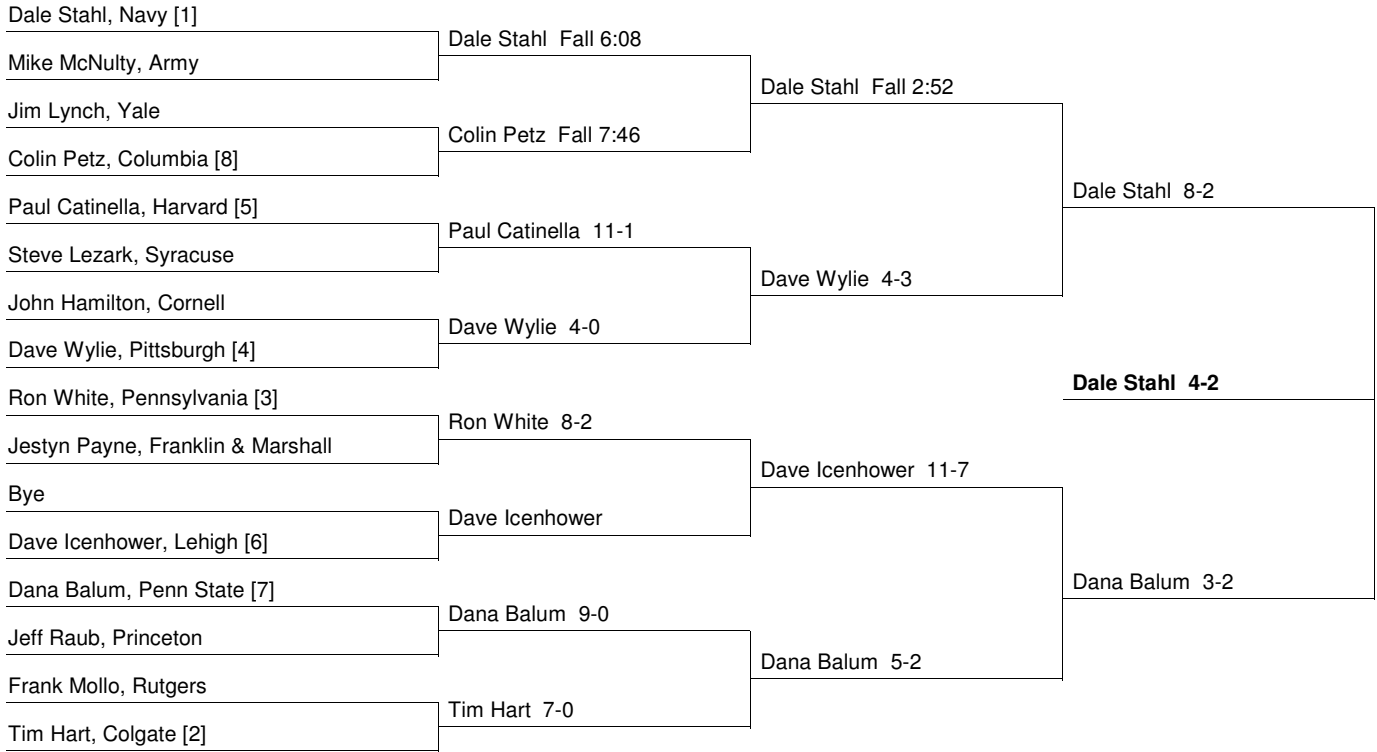 Dale Stahl, Navy [1]
Mike McNulty, Army
Jim Lynch, Yale
Colin Petz, Columbia [8]
Paul Catinella, Harvard [5]
Steve Lezark, Syracuse
John Hamilton, Cornell
Dave Wylie, Pittsburgh [4]
Ron White, Pennsylvania [3]
Jestyn Payne, Franklin & Marshall
Bye
Dave Icenhower, Lehigh [6]
Dana Balum, Penn State [7]
Jeff Raub, Princeton
Frank Mollo, Rutgers
Tim Hart, Colgate [2]
Dale Stahl Fall 6:08
Colin Petz Fall 7:46
Paul Catinella 11-1
Dave Wylie 4-0
Ron White 8-2
Dave Icenhower
Dana Balum 9-0
Tim Hart 7-0
Dale Stahl Fall 2:52
Dave Wylie 4-3
Dave Icenhower 11-7
Dana Balum 5-2
Dale Stahl 8-2
Dana Balum 3-2
Dale Stahl 4-2